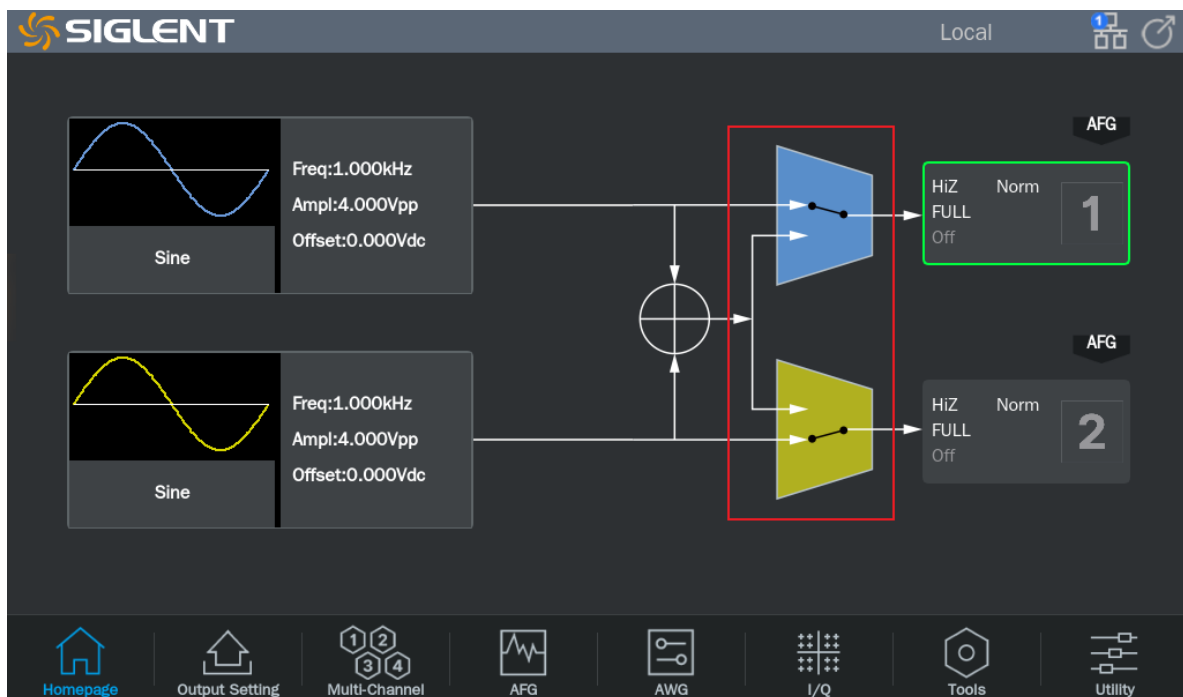 SIGLENT
Local
1
AFG
Freq:1.000kHz
Ampl:4.000Vpp
Offset:0.000Vdc
Sine
HiZ Norm
FULL
Off
1
AFG
Freq:1.000kHz
Ampl:4.000Vpp
Offset:0.000Vdc
Sine
HiZ Norm
FULL
Off
2
1 2
3 4
Homepage
Output Setting
Multi-Channel
AFG
AWG
I/Q
Tools
Utility